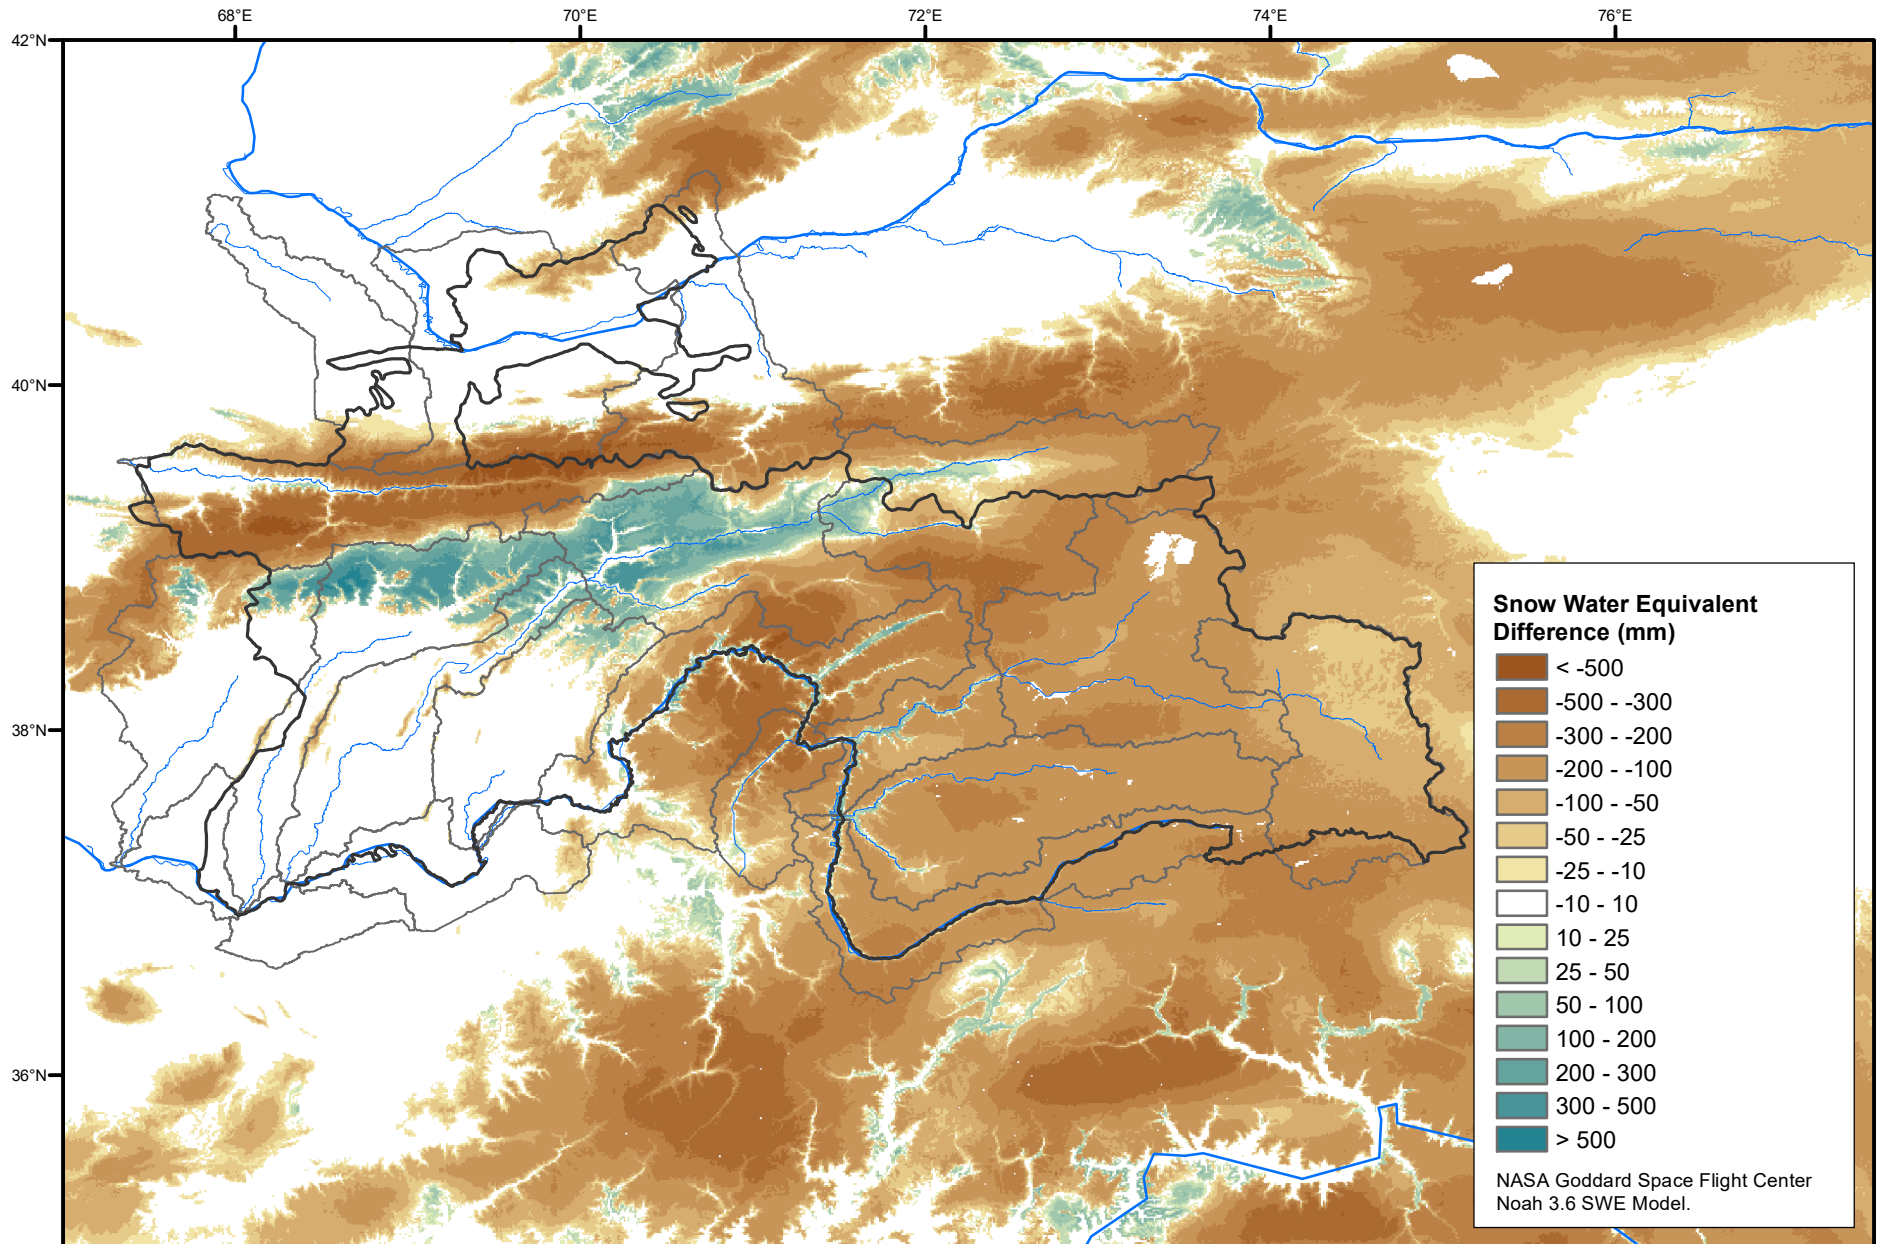 68°E 70°E 72°E 74°E 76°E
42°N
40°N
38°N
36°N
Snow Water Equivalent
Difference (mm)
< -500
-500 - -300
-300 - -200
-200 - -100
-100 - -50
-50 - -25
-25 - -10
-10 - 10
10 - 25
25 - 50
50 - 100
100 - 200
200 - 300
300 - 500
> 500
NASA Goddard Space Flight Center
Noah 3.6 SWE Model.